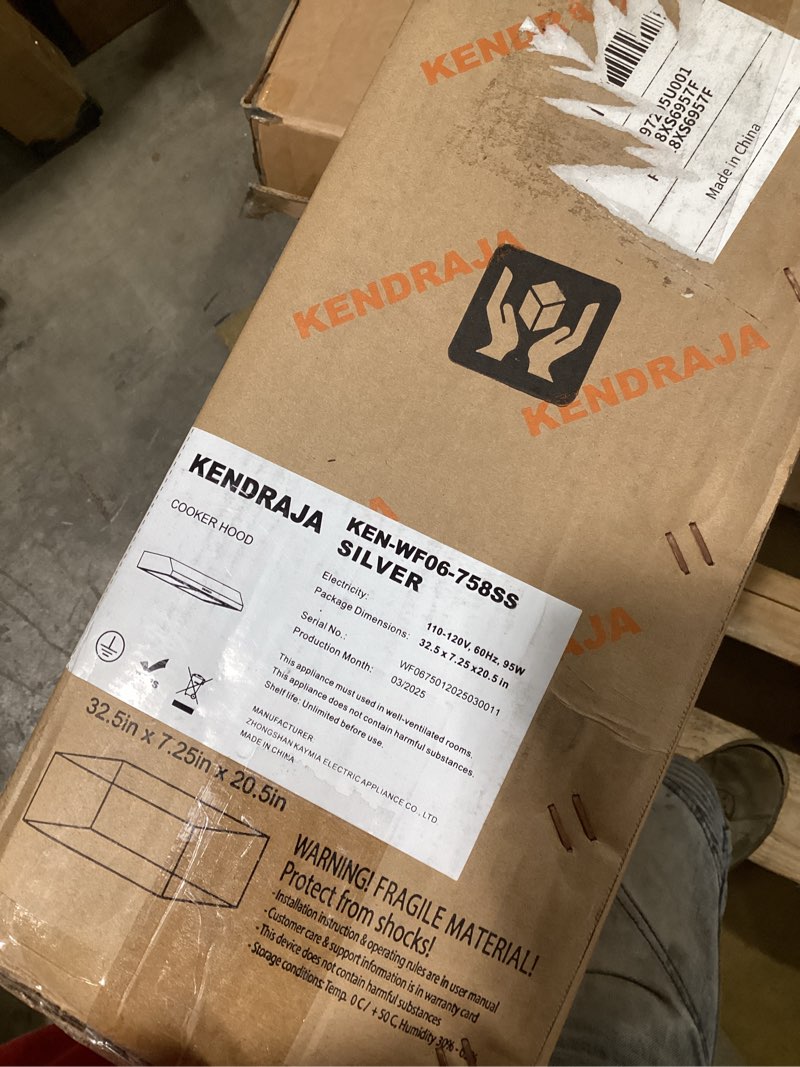 KENDRAJA
8XS6957F
8XS6957F
Made in China
KENDRAJA
KENDRAJA
KENDRAJA
COOKER HOOD
KEN-WF06-758SS
SILVER
Electricity: 110-120V, 60Hz, 95W
Package Dimensions: 32.5 x 7.25 x20.5 in
Serial No.: WF0675012025030011
Production Month: 03/2025
This appliance must used in well-ventilated rooms.
This appliance does not contain harmful substances.
Shelf life: Unlimited before use.
MANUFACTURER
ZHONGSHAN KAYMIA ELECTRIC APPLIANCE CO., LTD
MADE IN CHINA
32.5in x 7.25in x 20.5in
WARNING! FRAGILE MATERIAL!
Protect from shocks!
-Installation instruction & operating rules are in user manual
-Customer care & support information is in warranty card
-This device does not contain harmful substances
-Storage conditions: Temp. 0 C / +50 C, Humidity 30% -